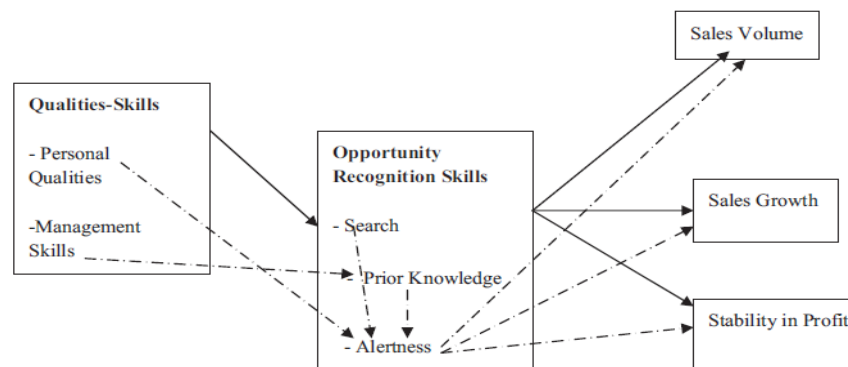 Sales Volume
Qualities-Skills
- Personal
Qualities
-Management
Skills
Opportunity
Recognition Skills
- Search
- Prior Knowledge
- Alertness
Sales Growth
Stability in Profit